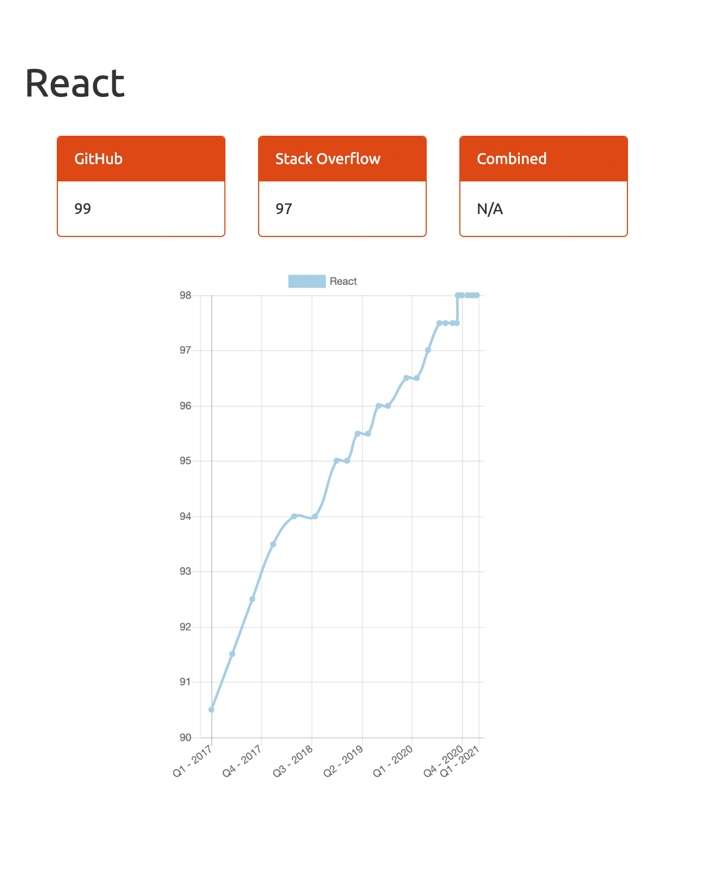 React
GitHub
Stack Overflow
Combined
99
97
N/A
React
98
97
96
95
94
93
92
91
90
Q1 - 2017
Q4 - 2017
Q3 - 2018
Q2 - 2019
Q1 - 2020
Q4 - 2020
Q1 - 2021